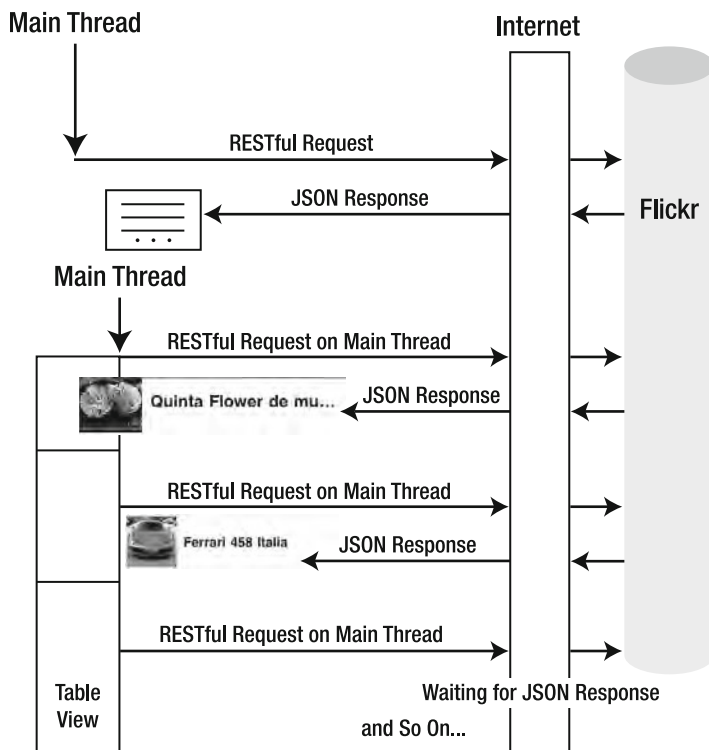 Main Thread
Internet
RESTful Request
JSON Response
Flickr
Main Thread
RESTful Request on Main Thread
Quinta Flower de mu...
JSON Response
RESTful Request on Main Thread
Ferrari 458 Italia
JSON Response
RESTful Request on Main Thread
Table
View
Waiting for JSON Response
and So On...